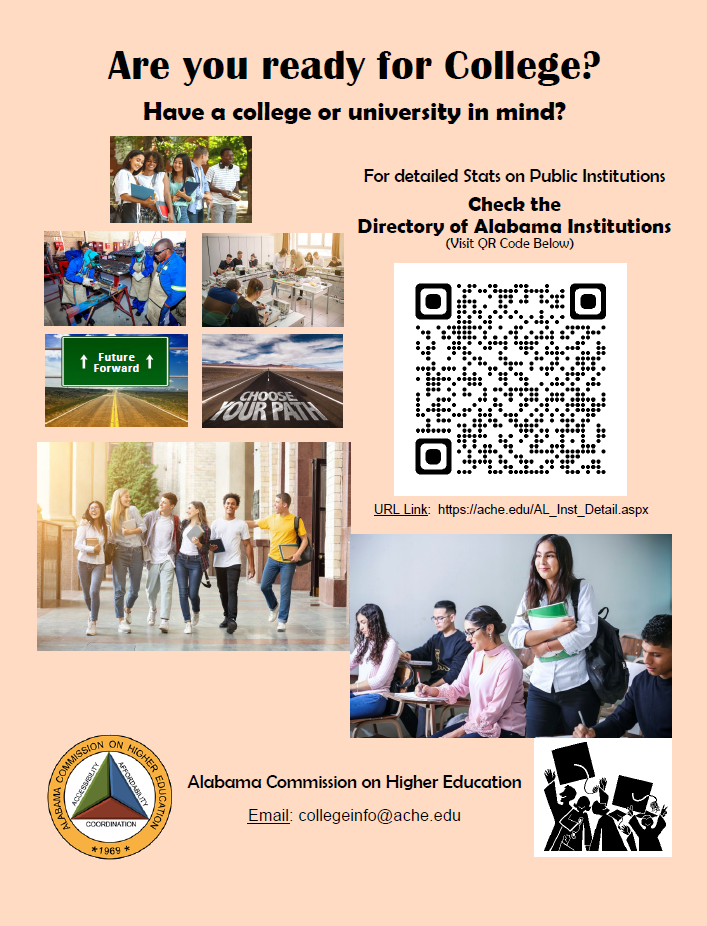 Are you ready for College?
Have a college or university in mind?
For detailed Stats on Public Institutions
Check the
Directory of Alabama Institutions
(Visit QR Code Below)
↑ Future ↑
Forward
CHOOSE
YOUR PATH
URL Link: https://ache.edu/AL_Inst_Detail.aspx
ALABAMA COMMISSION ON HIGHER EDUCATION
ACCESSIBILITY
AFFORDABILITY
COORDINATION
★1969★
Alabama Commission on Higher Education
Email: collegeinfo@ache.edu